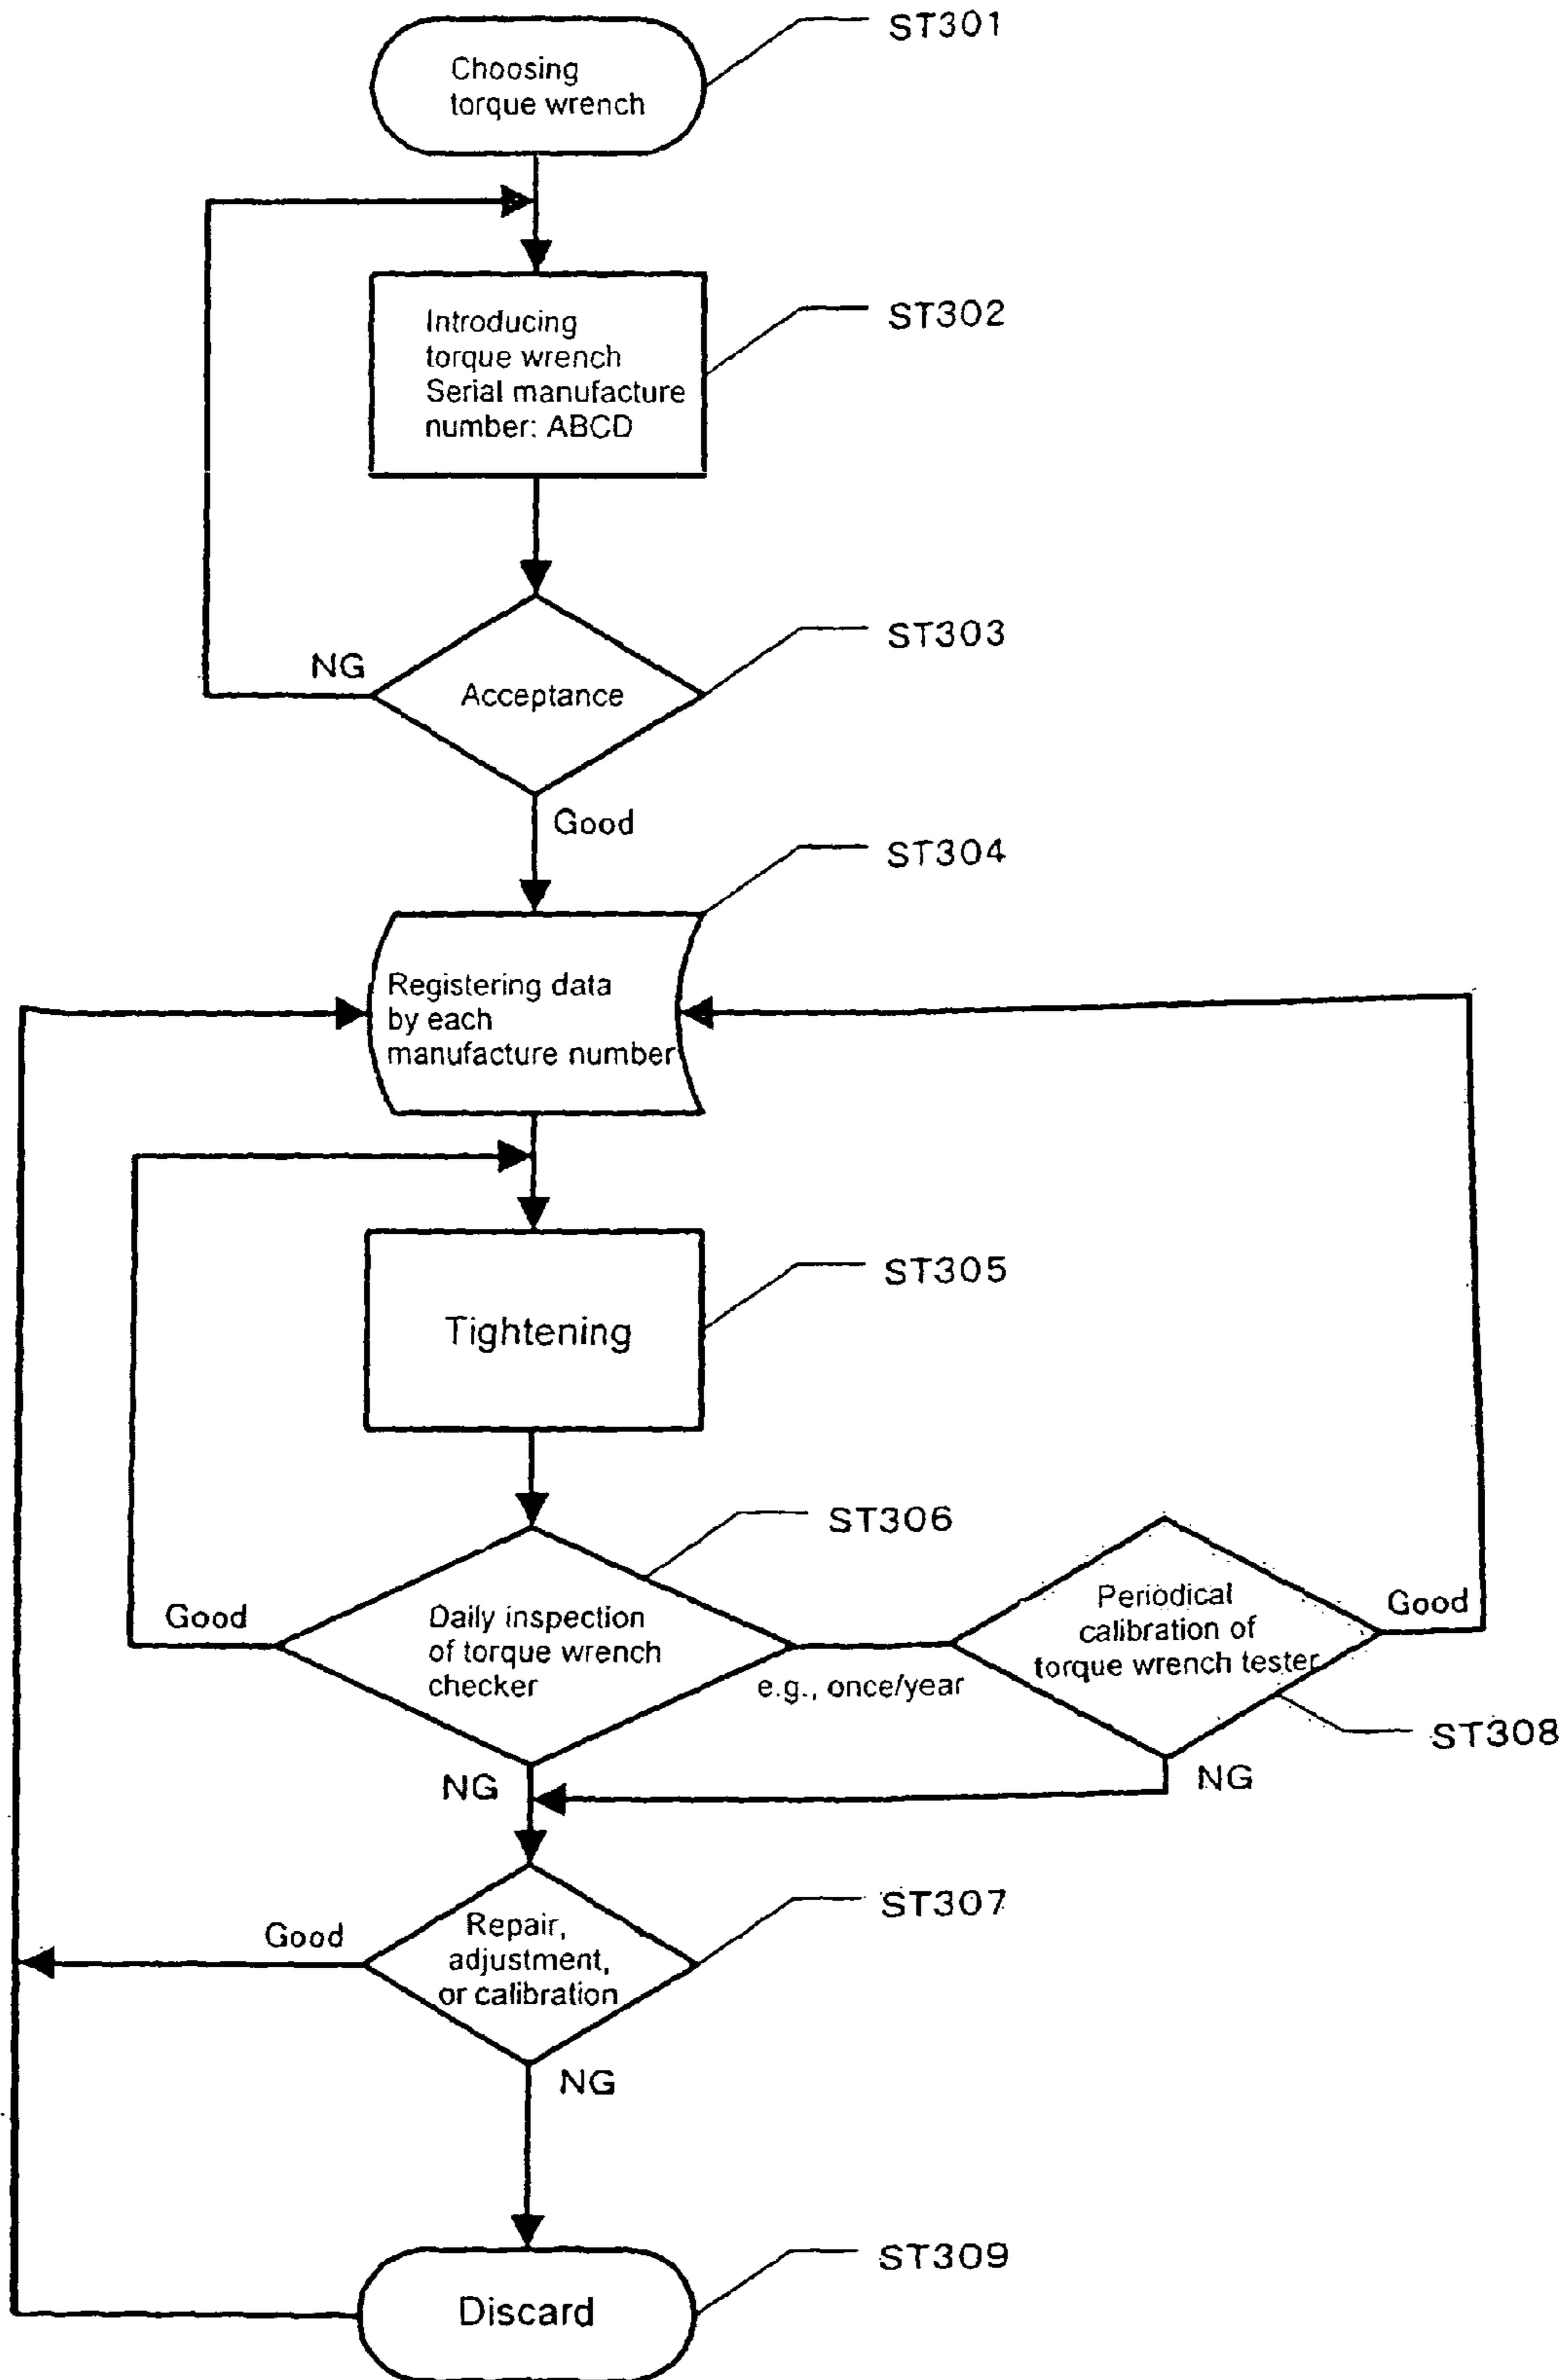 ST301
Choosing
torque wrench
ST302
Introducing
torque wrench
Serial manufacture
number: ABCD
ST303
NG
Acceptance
Good
ST304
Registering data
by each
manufacture number
ST305
Tightening
ST306
Good
Daily inspection
of torque wrench
checker
e.g., once/year
Periodical
calibration of
torque wrench tester
Good
ST308
NG
NG
ST307
Good
Repair,
adjustment,
or calibration
NG
ST309
Discard